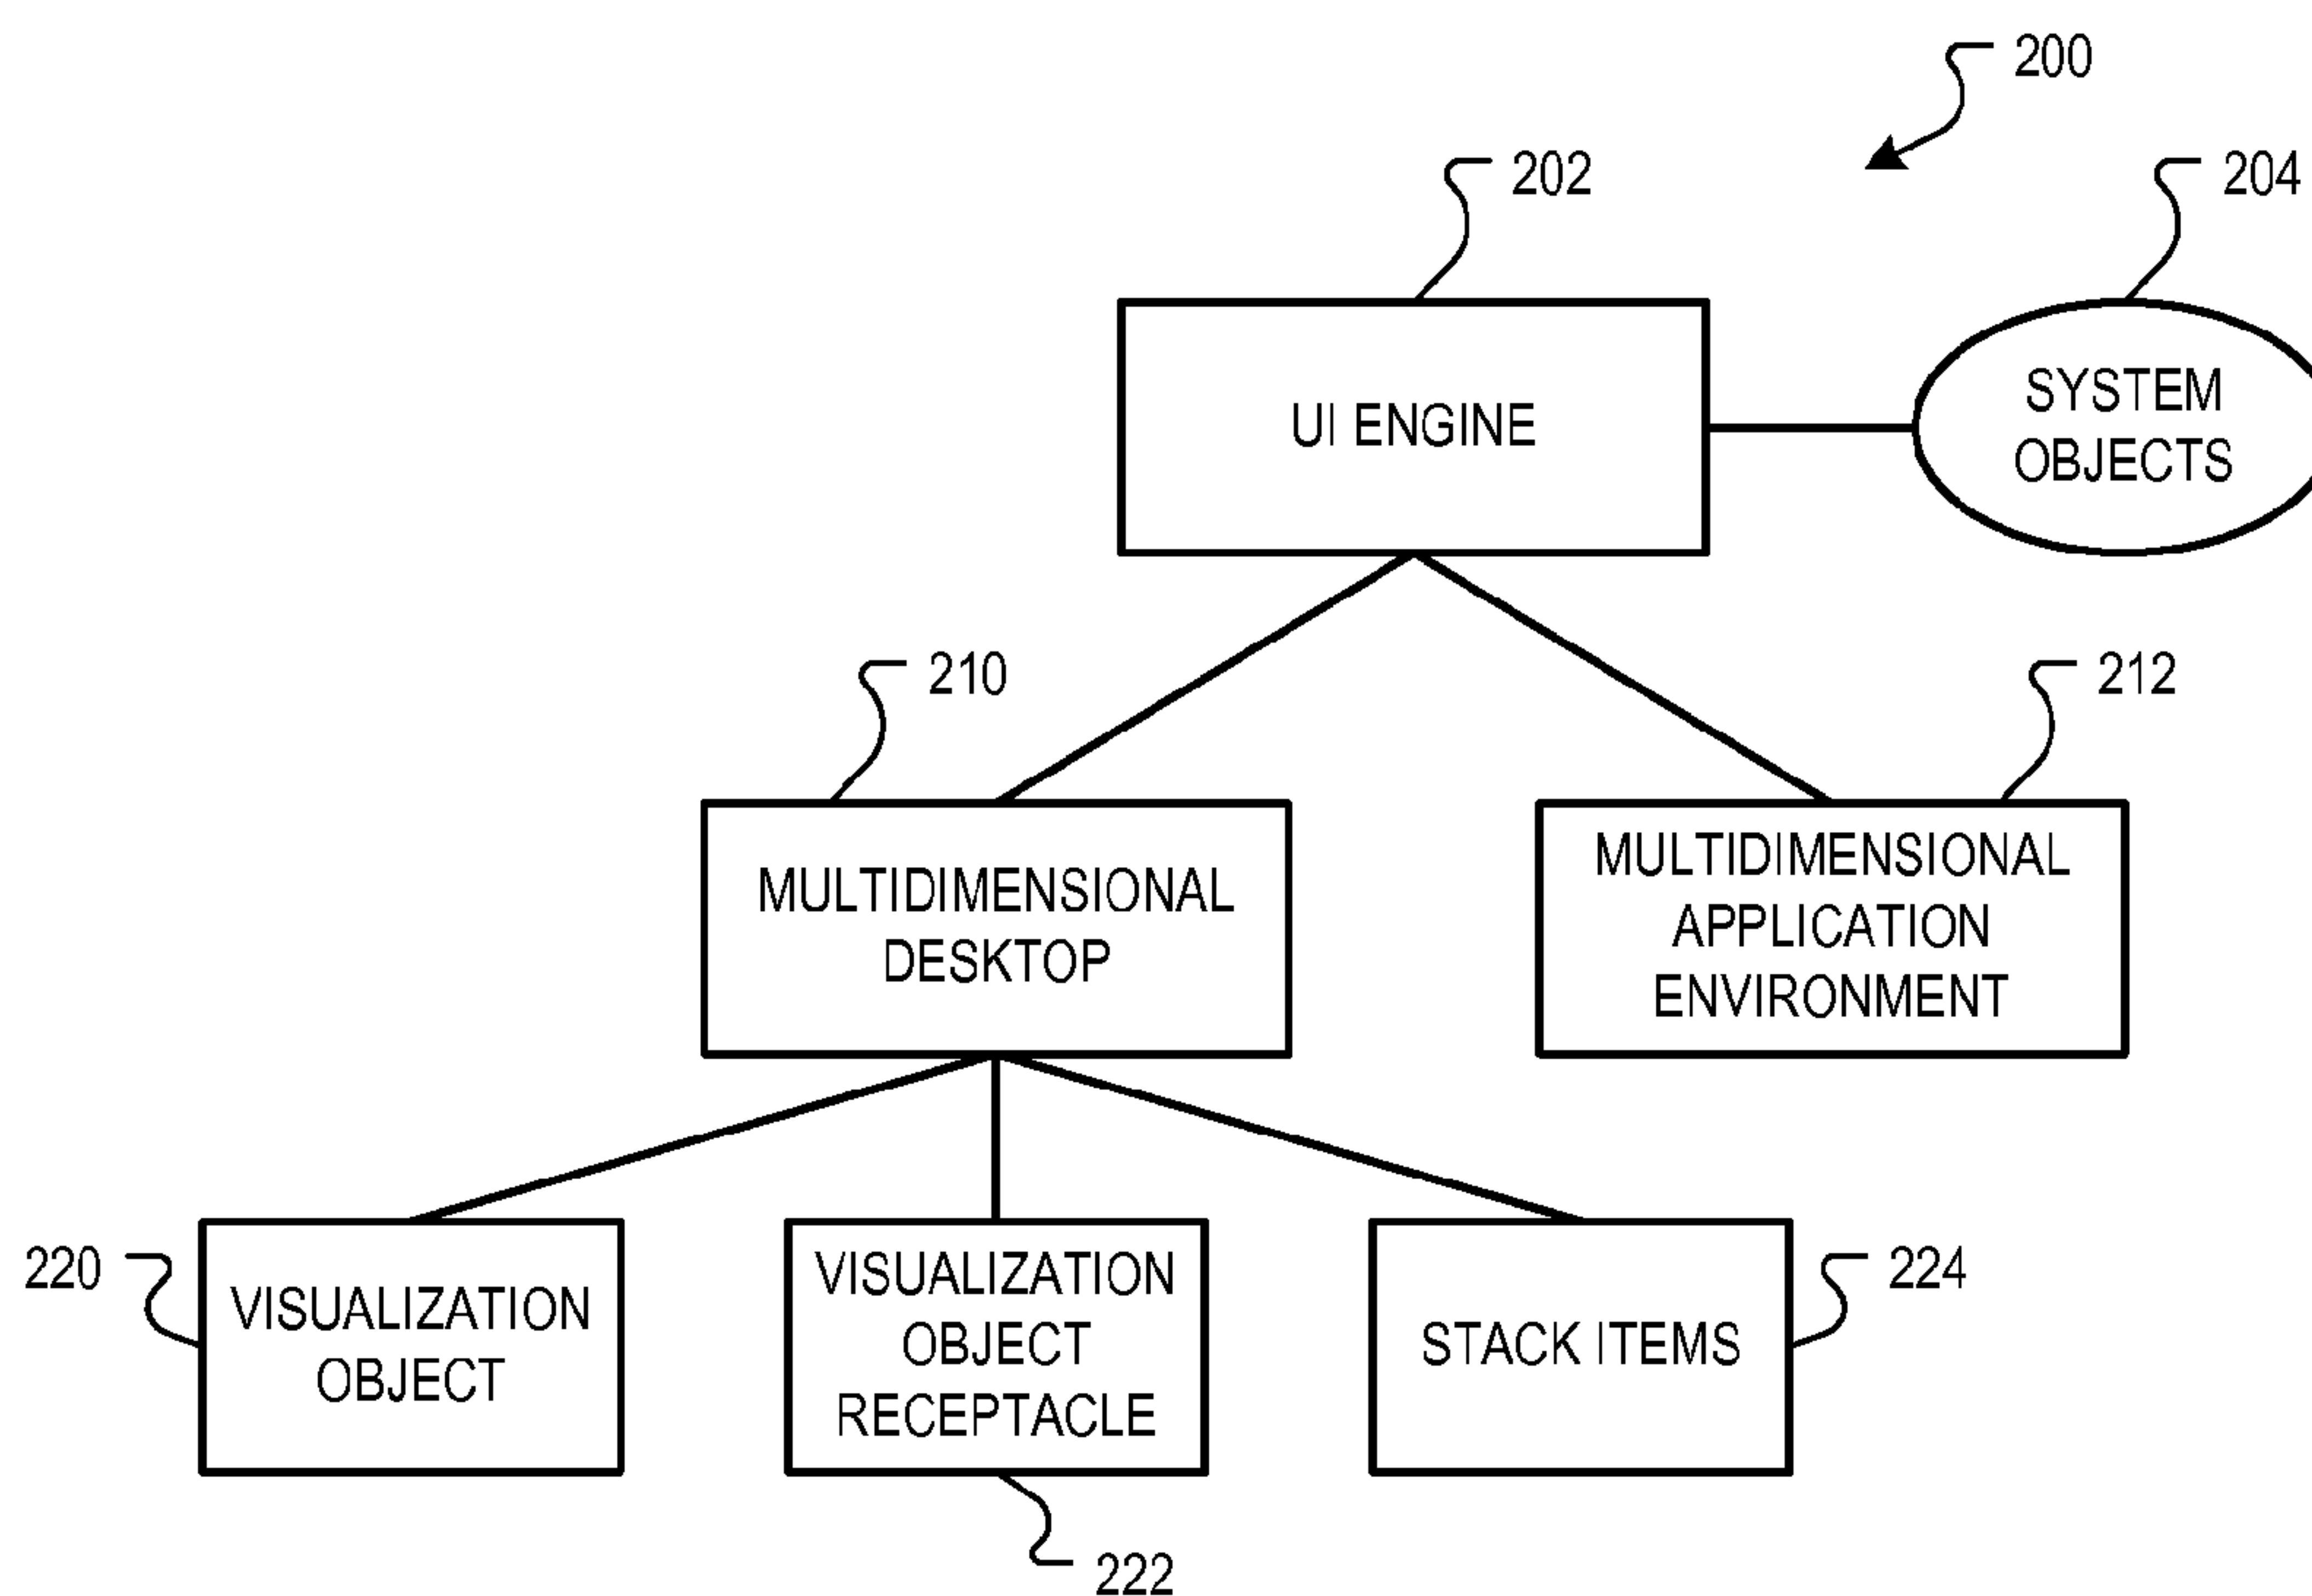 200
202
204
UI ENGINE
SYSTEM
OBJECTS
210
212
MULTIDIMENSIONAL
DESKTOP
MULTIDIMENSIONAL
APPLICATION
ENVIRONMENT
220
VISUALIZATION
OBJECT
VISUALIZATION
OBJECT
RECEPTACLE
STACK ITEMS
224
222